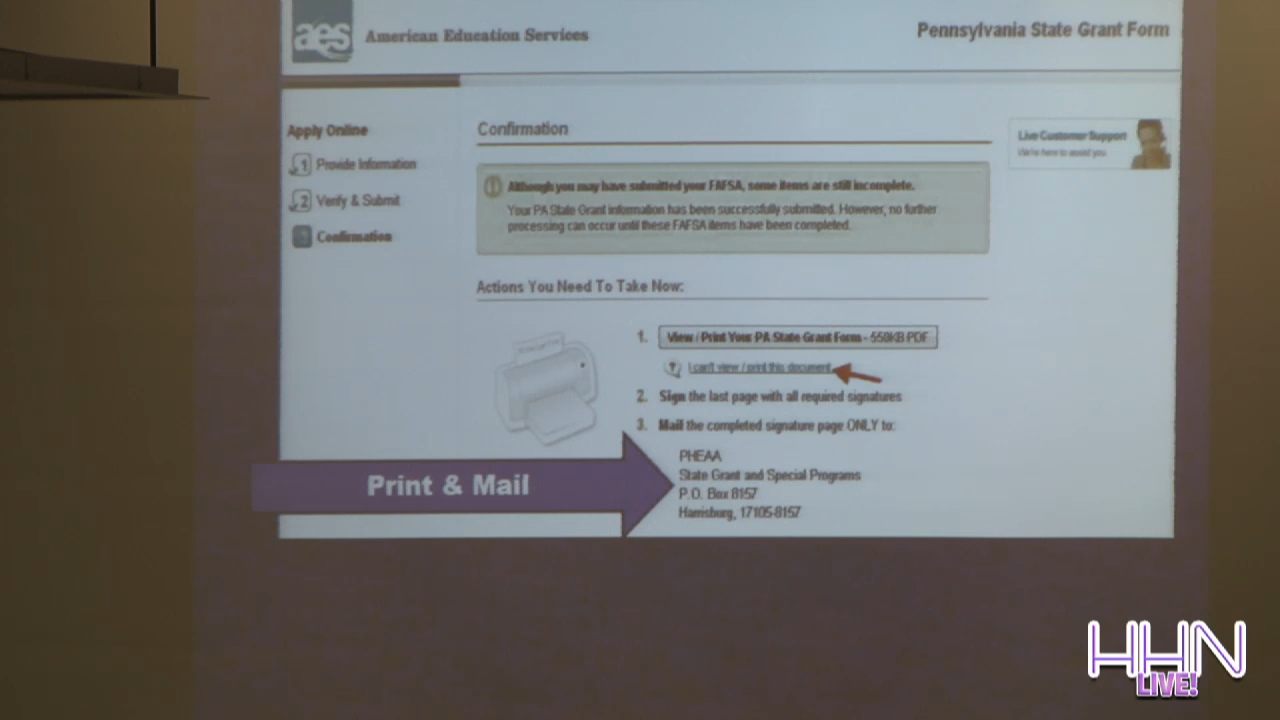 aes
American Education Services
Pennsylvania State Grant Form
Apply Online
1 Provide Information
2 Verify & Submit
Confirmation
Confirmation
Although you may have submitted your FAFSA, some items are still incomplete.
Your PA State Grant information has been successfully submitted. However, no further
processing can occur until these FAFSA items have been completed.
Live Customer Support
Actions You Need To Take Now:
1. View / Print Your PA State Grant Form - 550KB PDF
? I can't view / print this document
2. Sign the last page with all required signatures
3. Mail the completed signature page ONLY to:
PHEAA
State Grant and Special Programs
P.O. Box 8157
Harrisburg, 17105-8157
Print & Mail
HHN
LIVE!